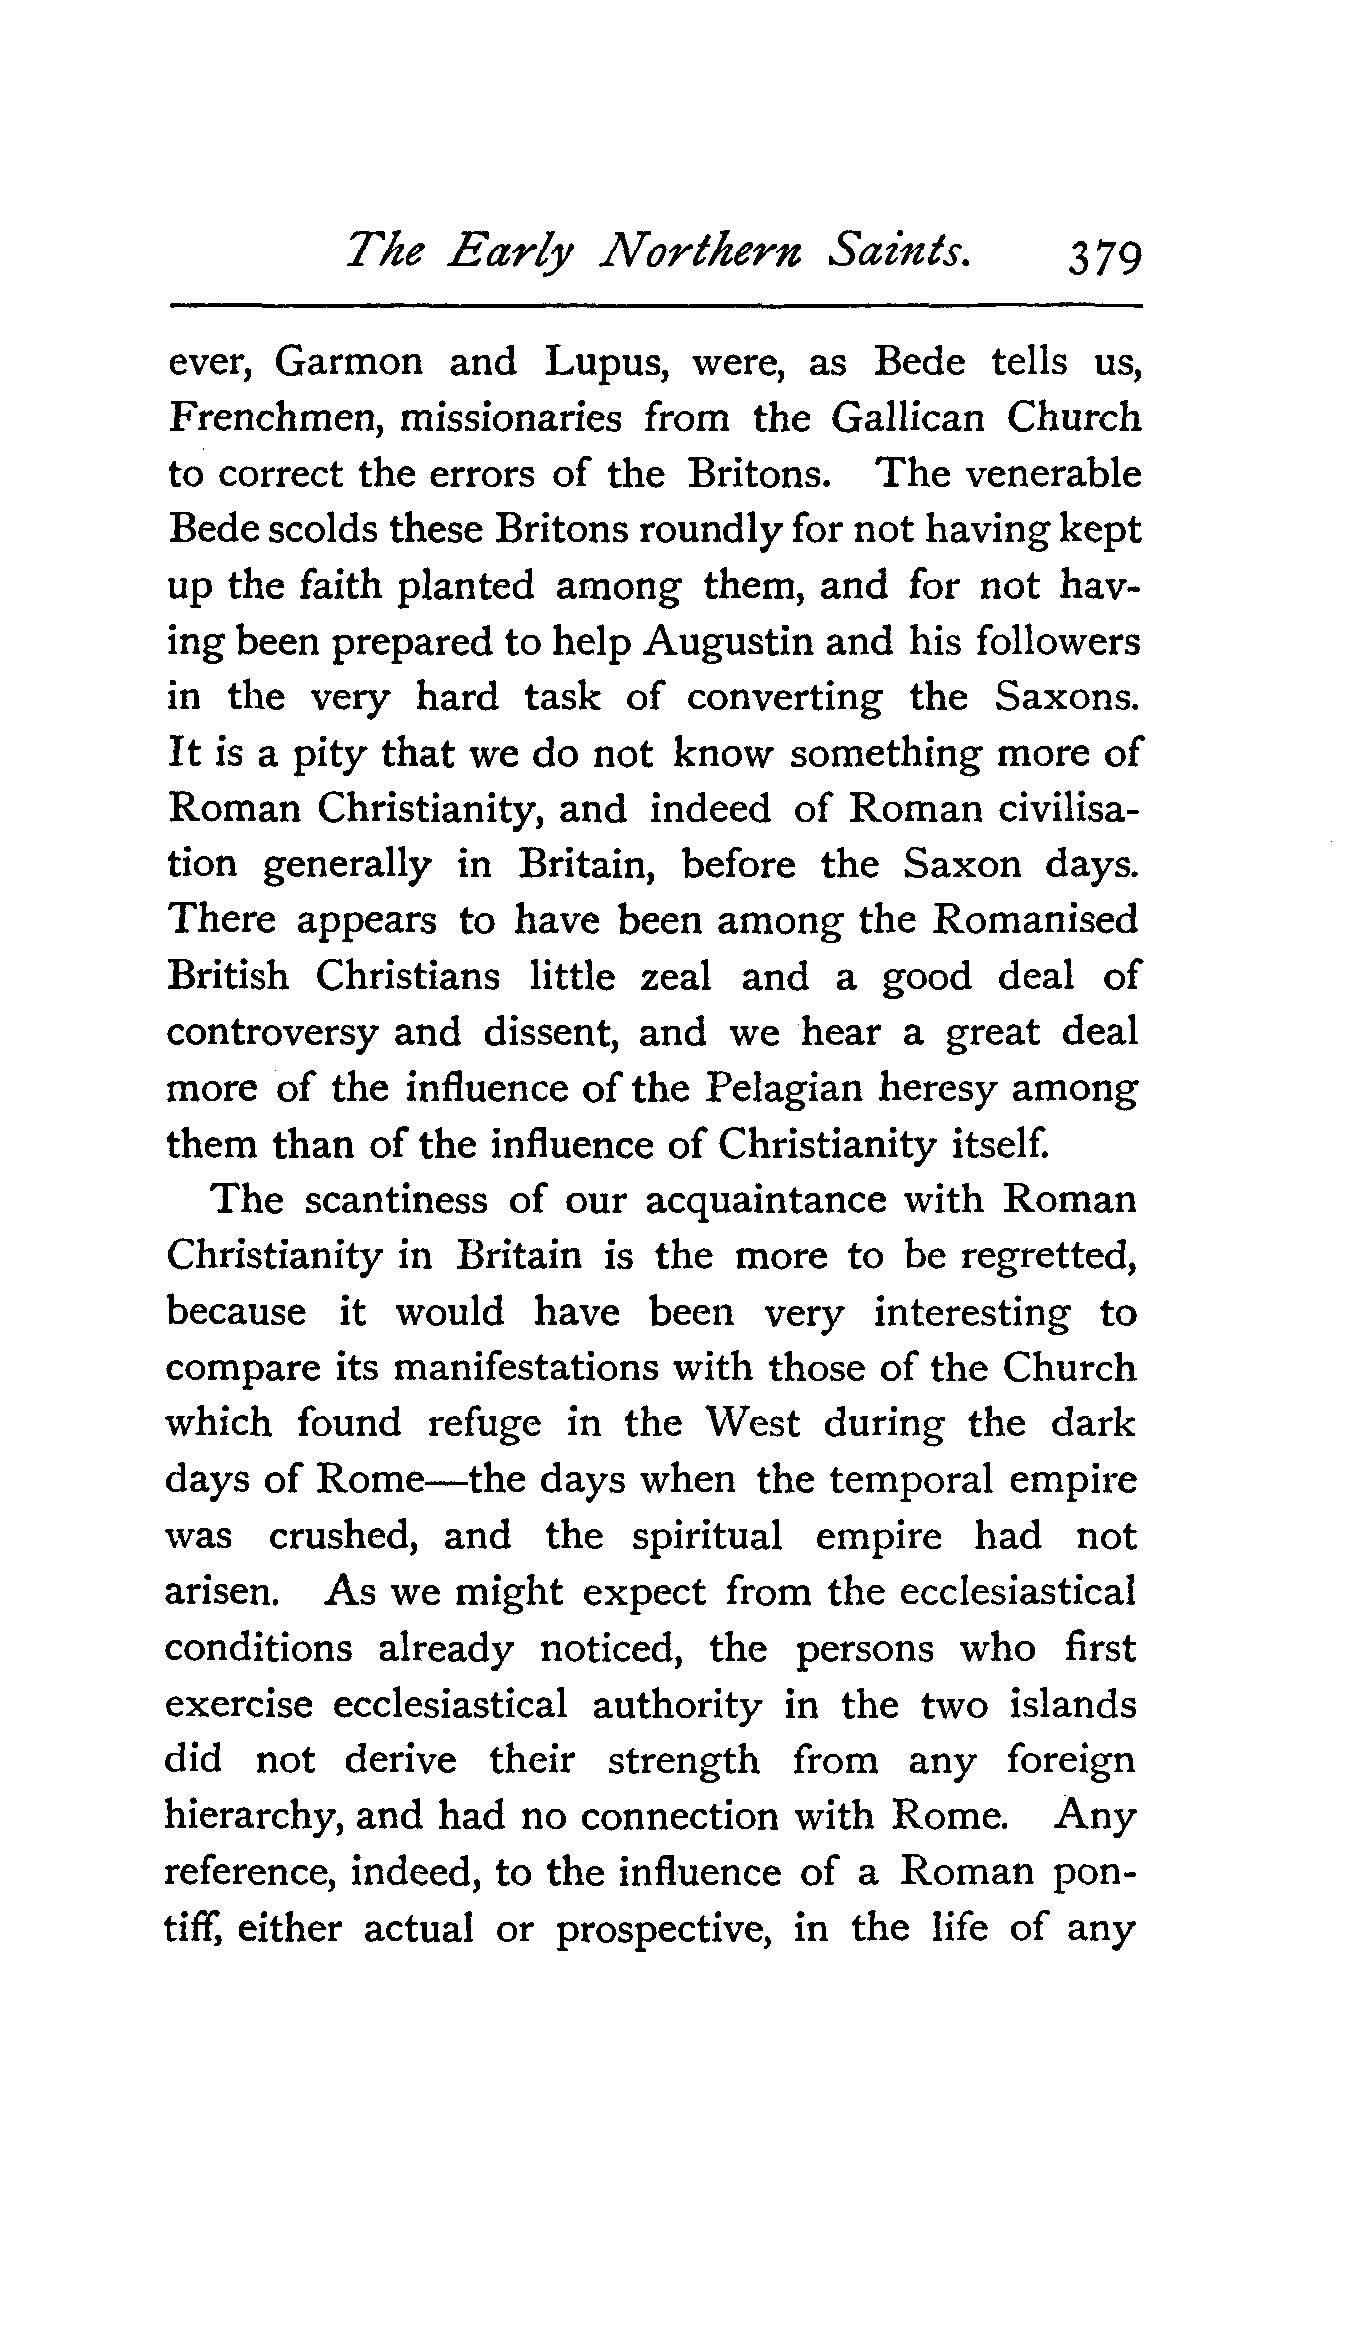 The Early Northern Saints. 379
ever, Garmon and Lupus, were, as Bede tells us,
Frenchmen, missionaries from the Gallican Church
to correct the errors of the Britons. The venerable
Bede scolds these Britons roundly for not having kept
up the faith planted among them, and for not hav-
ing been prepared to help Augustin and his followers
in the very hard task of converting the Saxons.
It is a pity that we do not know something more of
Roman Christianity, and indeed of Roman civilisa-
tion generally in Britain, before the Saxon days.
There appears to have been among the Romanised
British Christians little zeal and a good deal of
controversy and dissent, and we hear a great deal
more of the influence of the Pelagian heresy among
them than of the influence of Christianity itself.
The scantiness of our acquaintance with Roman
Christianity in Britain is the more to be regretted,
because it would have been very interesting to
compare its manifestations with those of the Church
which found refuge in the West during the dark
days of Rome—the days when the temporal empire
was crushed, and the spiritual empire had not
arisen. As we might expect from the ecclesiastical
conditions already noticed, the persons who first
exercise ecclesiastical authority in the two islands
did not derive their strength from any foreign
hierarchy, and had no connection with Rome. Any
reference, indeed, to the influence of a Roman pon-
tiff, either actual or prospective, in the life of any